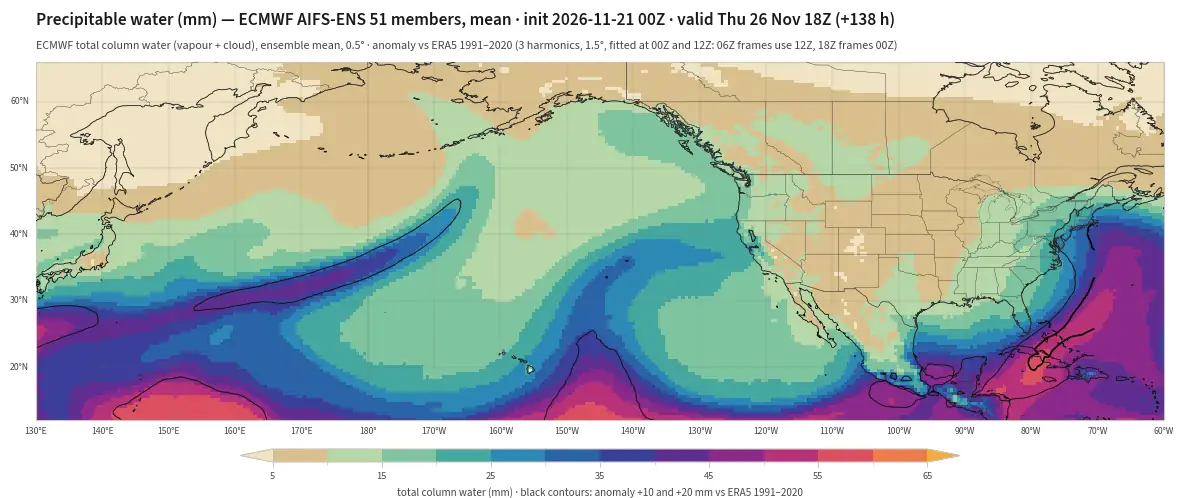 Precipitable water (mm) — ECMWF AIFS-ENS 51 members, mean · init 2026-11-21 00Z · valid Thu 26 Nov 18Z (+138 h)
ECMWF total column water (vapour + cloud), ensemble mean, 0.5° · anomaly vs ERA5 1991–2020 (3 harmonics, 1.5°, fitted at 00Z and 12Z: 06Z frames use 12Z, 18Z frames 00Z)
60°N
50°N
40°N
30°N
20°N
130°E 140°E 150°E 160°E 170°E 180° 170°W 160°W 150°W 140°W 130°W 120°W 110°W 100°W 90°W 80°W 70°W 60°W
5 15 25 35 45 55 65
total column water (mm) · black contours: anomaly +10 and +20 mm vs ERA5 1991–2020